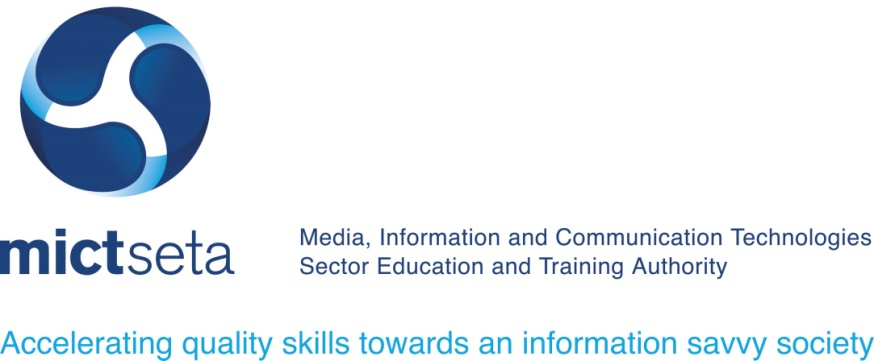 mictseta
Media, Information and Communication Technologies
Sector Education and Training Authority
Accelerating quality skills towards an information savvy society